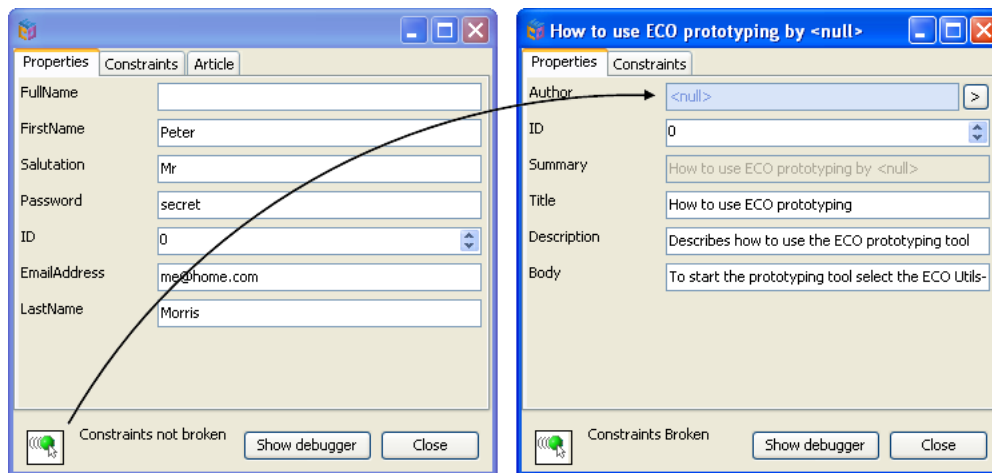 Properties Constraints Article
FullName
FirstName Peter
Salutation Mr
Password secret
ID 0
EmailAddress me@home.com
LastName Morris
Constraints not broken Show debugger Close
How to use ECO prototyping by <null>
Properties Constraints
Author <null> >
ID 0
Summary How to use ECO prototyping by <null>
Title How to use ECO prototyping
Description Describes how to use the ECO prototyping tool
Body To start the prototyping tool select the ECO Utils-
Constraints Broken Show debugger Close